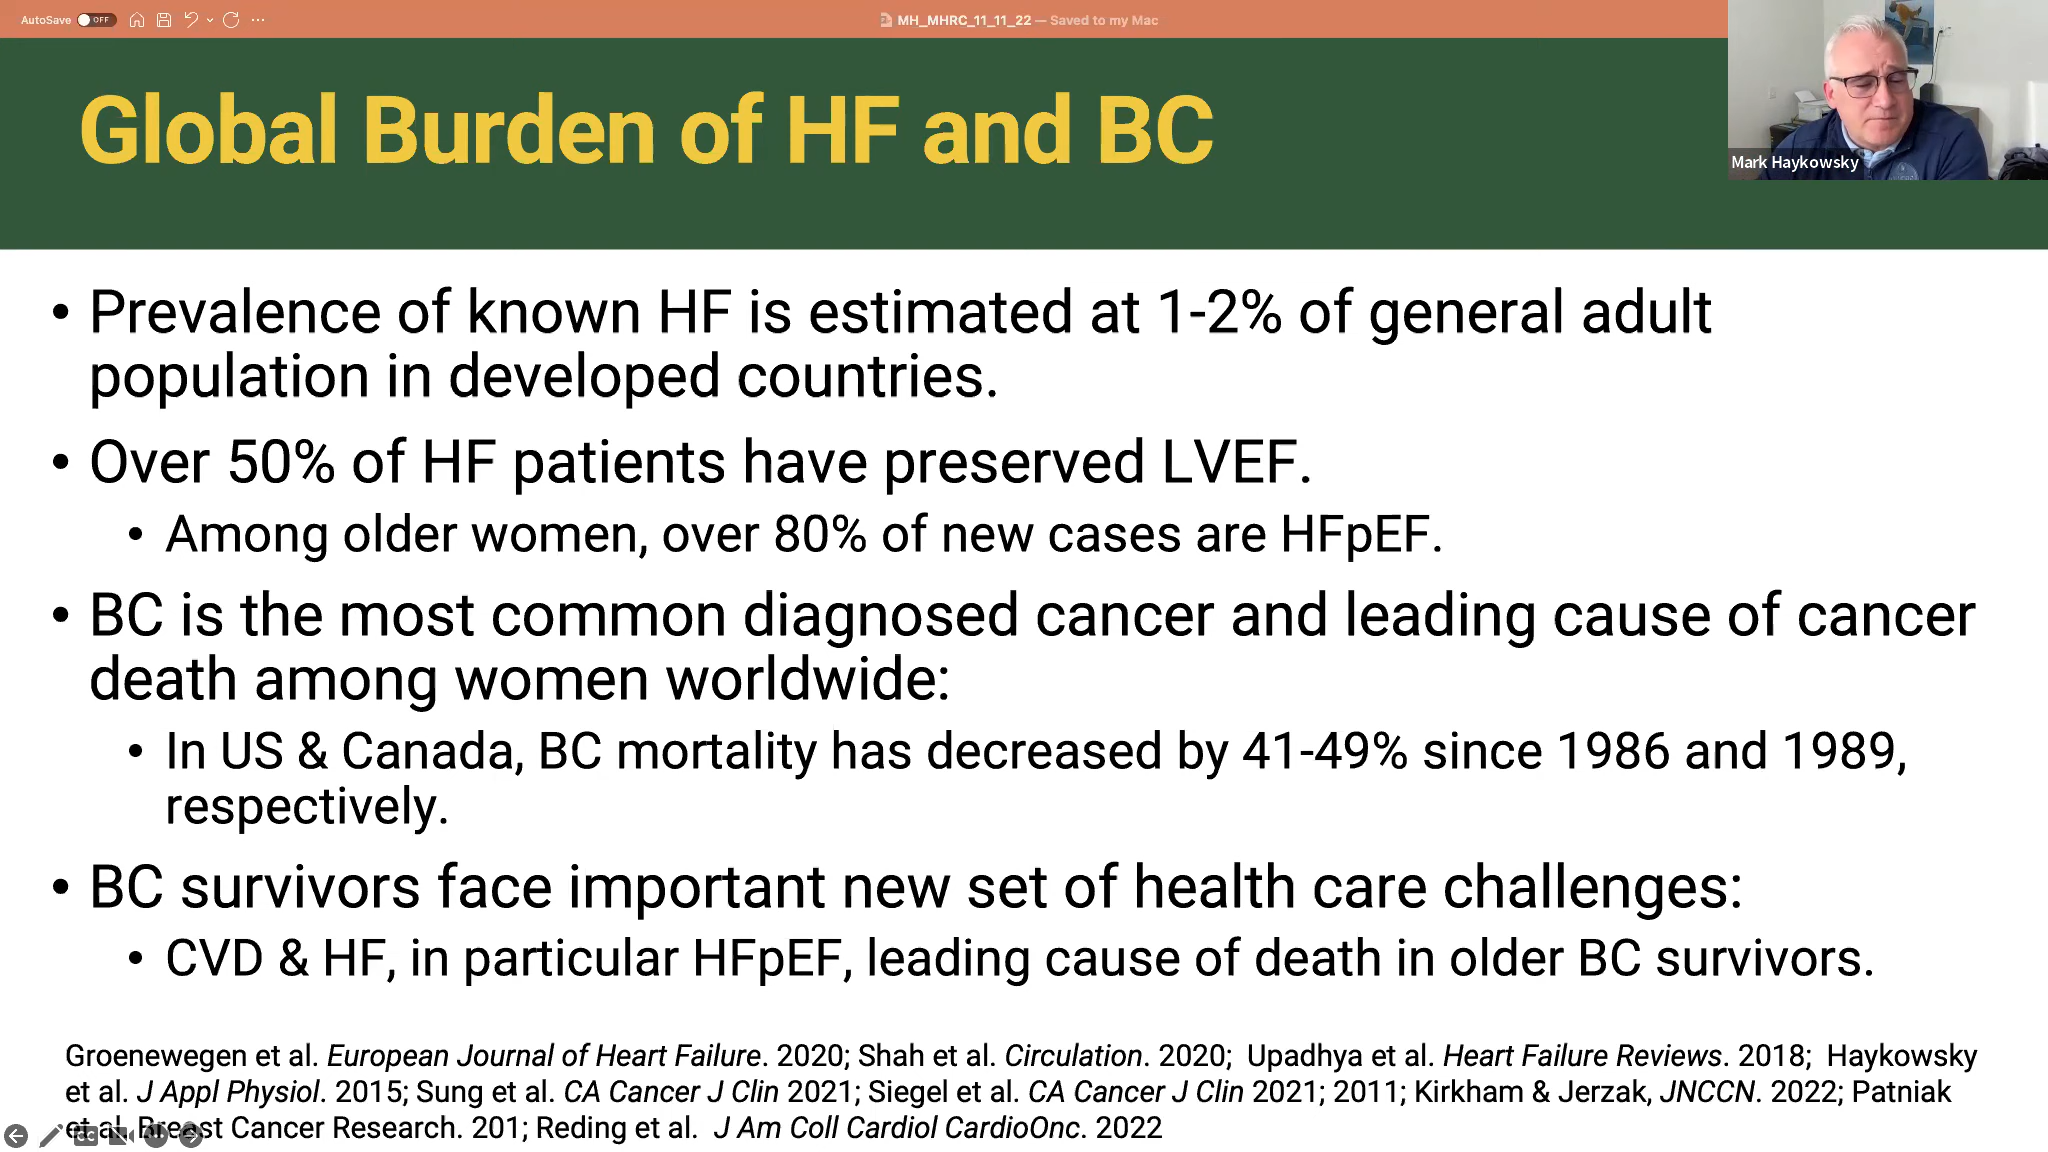 AutoSave OFF
MH_MHRC_11_11_22 — Saved to my Mac
Global Burden of HF and BC
Mark Haykowsky
• Prevalence of known HF is estimated at 1-2% of general adult
population in developed countries.
• Over 50% of HF patients have preserved LVEF.
• Among older women, over 80% of new cases are HFpEF.
• BC is the most common diagnosed cancer and leading cause of cancer
death among women worldwide:
• In US & Canada, BC mortality has decreased by 41-49% since 1986 and 1989,
respectively.
• BC survivors face important new set of health care challenges:
• CVD & HF, in particular HFpEF, leading cause of death in older BC survivors.
Groenewegen et al. European Journal of Heart Failure. 2020; Shah et al. Circulation. 2020; Upadhya et al. Heart Failure Reviews. 2018; Haykowsky
et al. J Appl Physiol. 2015; Sung et al. CA Cancer J Clin 2021; Siegel et al. CA Cancer J Clin 2021; 2011; Kirkham & Jerzak, JNCCN. 2022; Patniak
et al. Breast Cancer Research. 201; Reding et al. J Am Coll Cardiol CardioOnc. 2022
CC